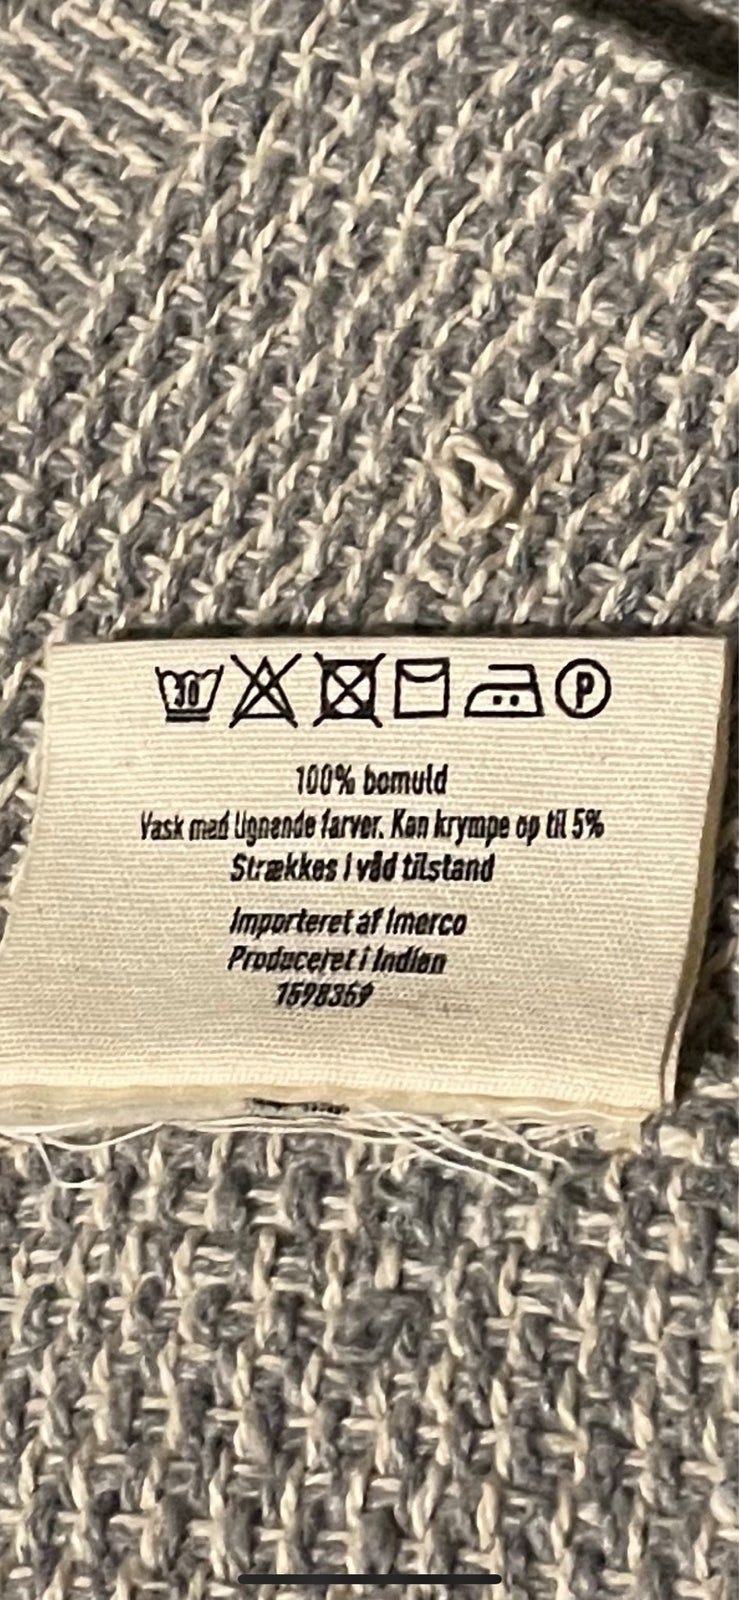 30
P
100% bomuld
Vask med lignende farver. Kan krympe op til 5%
Strækkes i våd tilstand
Importeret af Imerco
Produceret i Indien
1598369